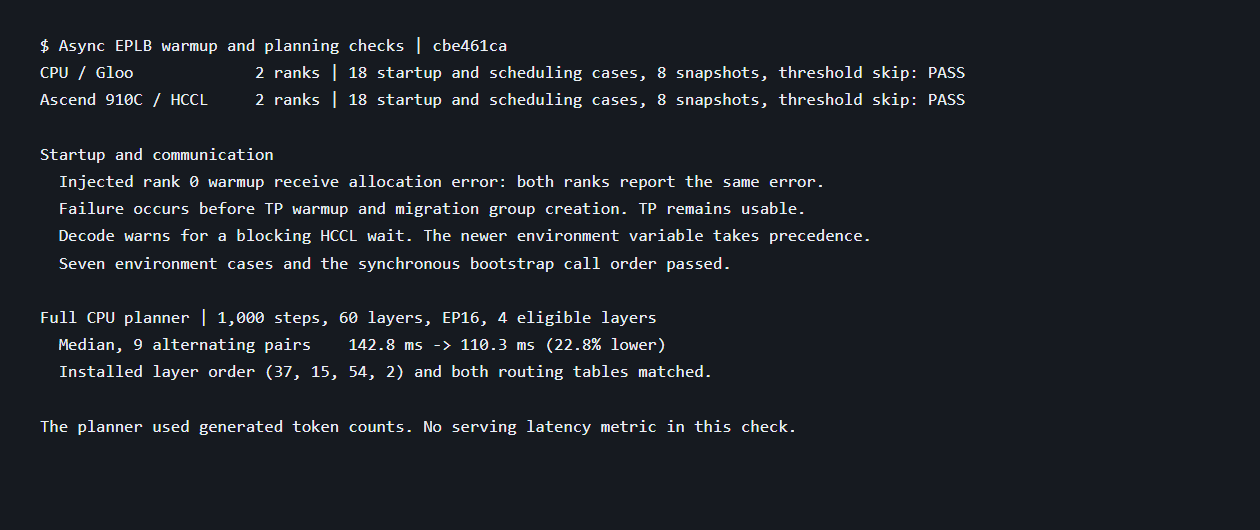 $ Async EPLB warmup and planning checks | cbe461ca
CPU / Gloo 2 ranks | 18 startup and scheduling cases, 8 snapshots, threshold skip: PASS
Ascend 910C / HCCL 2 ranks | 18 startup and scheduling cases, 8 snapshots, threshold skip: PASS
Startup and communication
Injected rank 0 warmup receive allocation error: both ranks report the same error.
Failure occurs before TP warmup and migration group creation. TP remains usable.
Decode warns for a blocking HCCL wait. The newer environment variable takes precedence.
Seven environment cases and the synchronous bootstrap call order passed.
Full CPU planner | 1,000 steps, 60 layers, EP16, 4 eligible layers
Median, 9 alternating pairs 142.8 ms -> 110.3 ms (22.8% lower)
Installed layer order (37, 15, 54, 2) and both routing tables matched.
The planner used generated token counts. No serving latency metric in this check.